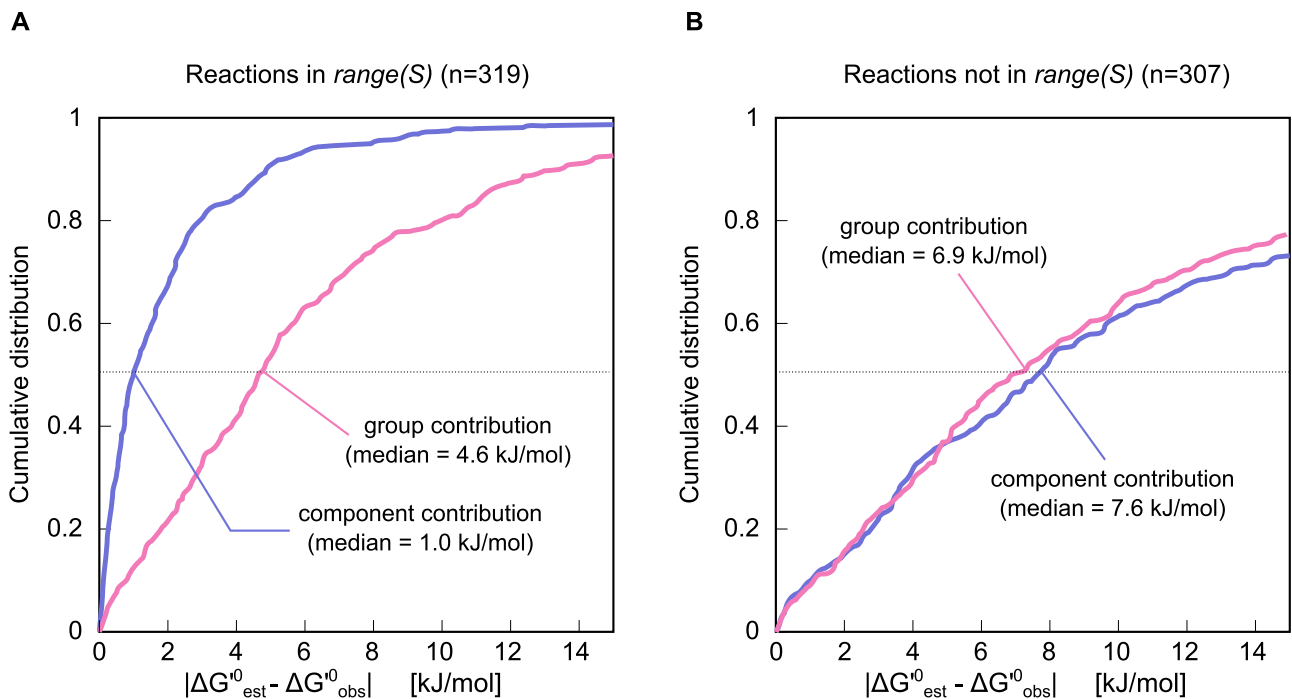 A
Reactions in range(S) (n=319)
1
0.8
0.6
0.4
0.2
0
Cumulative distribution
group contribution
(median = 4.6 kJ/mol)
component contribution
(median = 1.0 kJ/mol)
0 2 4 6 8 10 12 14
|ΔG'⁰est - ΔG'⁰obs| [kJ/mol]
B
Reactions not in range(S) (n=307)
1
0.8
0.6
0.4
0.2
0
Cumulative distribution
group contribution
(median = 6.9 kJ/mol)
component contribution
(median = 7.6 kJ/mol)
0 2 4 6 8 10 12 14
|ΔG'⁰est - ΔG'⁰obs| [kJ/mol]